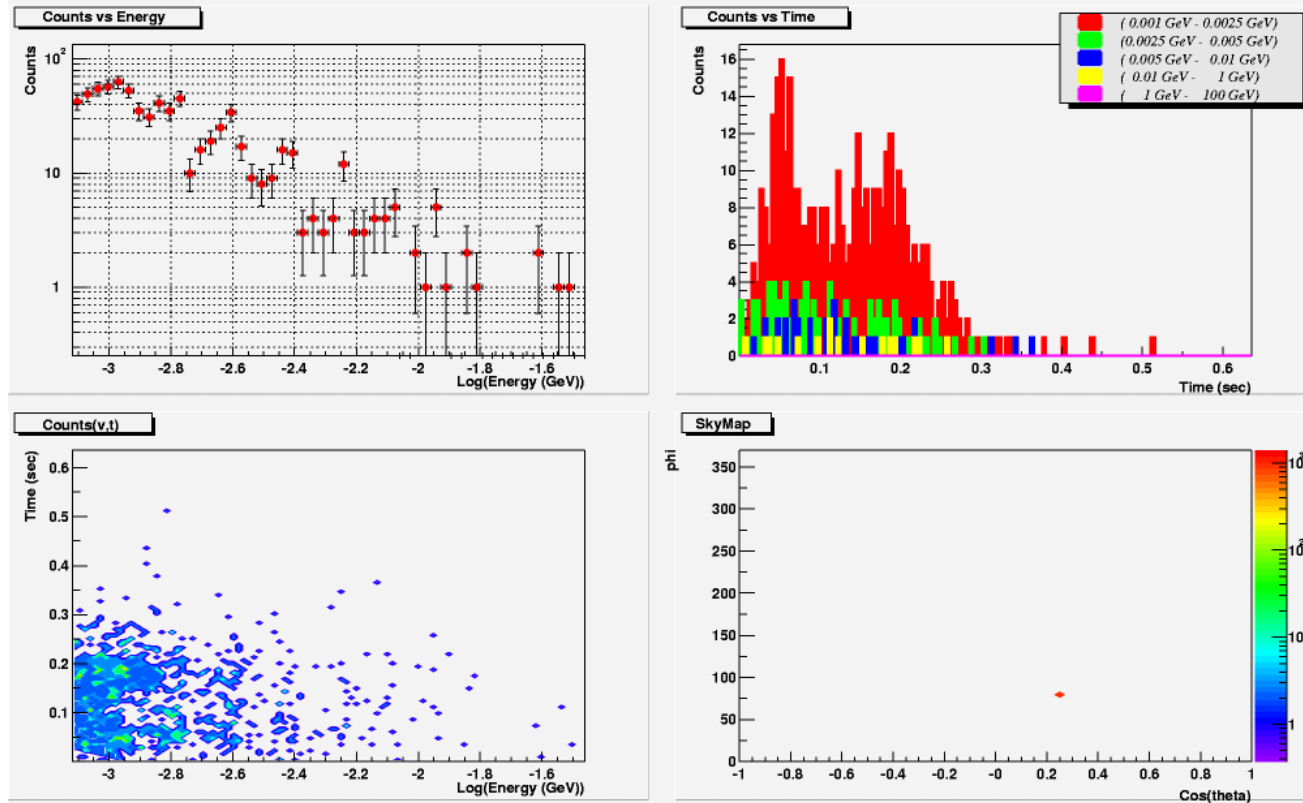 Counts vs Energy
Counts
10²
10
1
-3 -2.8 -2.6 -2.4 -2.2 -2 -1.8 -1.6
Log(Energy (GeV))
Counts vs Time
( 0.001 GeV - 0.0025 GeV)
(0.0025 GeV - 0.005 GeV)
( 0.005 GeV - 0.01 GeV)
( 0.01 GeV - 1 GeV)
( 1 GeV - 100 GeV)
Counts
16
14
12
10
8
6
4
2
0
0.1 0.2 0.3 0.4 0.5 0.6
Time (sec)
Counts(ν,t)
Time (sec)
0.6
0.5
0.4
0.3
0.2
0.1
-3 -2.8 -2.6 -2.4 -2.2 -2 -1.8 -1.6
Log(Energy (GeV))
SkyMap
phi
350
300
250
200
150
100
50
0
-1 -0.8 -0.6 -0.4 -0.2 -0 0.2 0.4 0.6 0.8 1
Cos(theta)
10
1